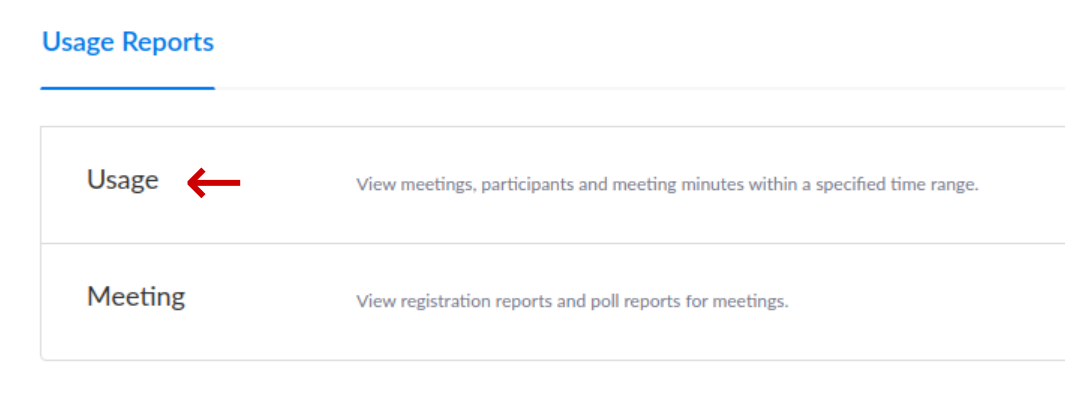 Usage Reports
Usage
View meetings, participants and meeting minutes within a specified time range.
Meeting
View registration reports and poll reports for meetings.